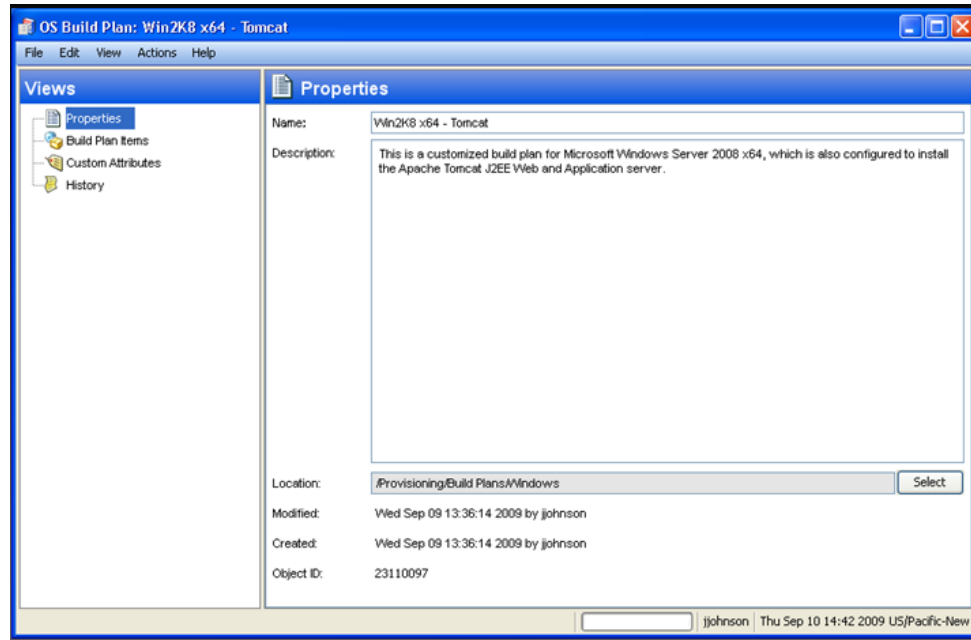 OS Build Plan: Win2K8 x64 - Tomcat
File Edit View Actions Help
Views
Properties
Build Plan Items
Custom Attributes
History
Properties
Name: Win2K8 x64 - Tomcat
Description: This is a customized build plan for Microsoft Windows Server 2008 x64, which is also configured to install
the Apache Tomcat J2EE Web and Application server.
Location: /Provisioning/Build Plans/Windows Select
Modified: Wed Sep 09 13:36:14 2009 by jjohnson
Created: Wed Sep 09 13:36:14 2009 by jjohnson
Object ID: 23110097
jjohnson Thu Sep 10 14:42 2009 US/Pacific-New